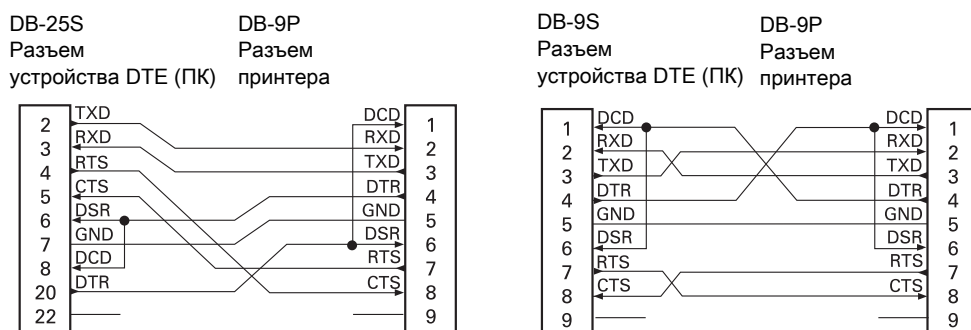 DB-25S DB-9P
Разъем Разъем
устройства DTE (ПК) принтера
2 TXD DCD 1
3 RXD RXD 2
4 RTS TXD 3
5 CTS DTR 4
6 DSR GND 5
7 GND DSR 6
8 DCD RTS 7
20 DTR CTS 8
22 9
DB-9S DB-9P
Разъем Разъем
устройства DTE (ПК) принтера
1 DCD DCD 1
2 RXD RXD 2
3 TXD TXD 3
4 DTR DTR 4
5 GND GND 5
6 DSR DSR 6
7 RTS RTS 7
8 CTS CTS 8
9 9